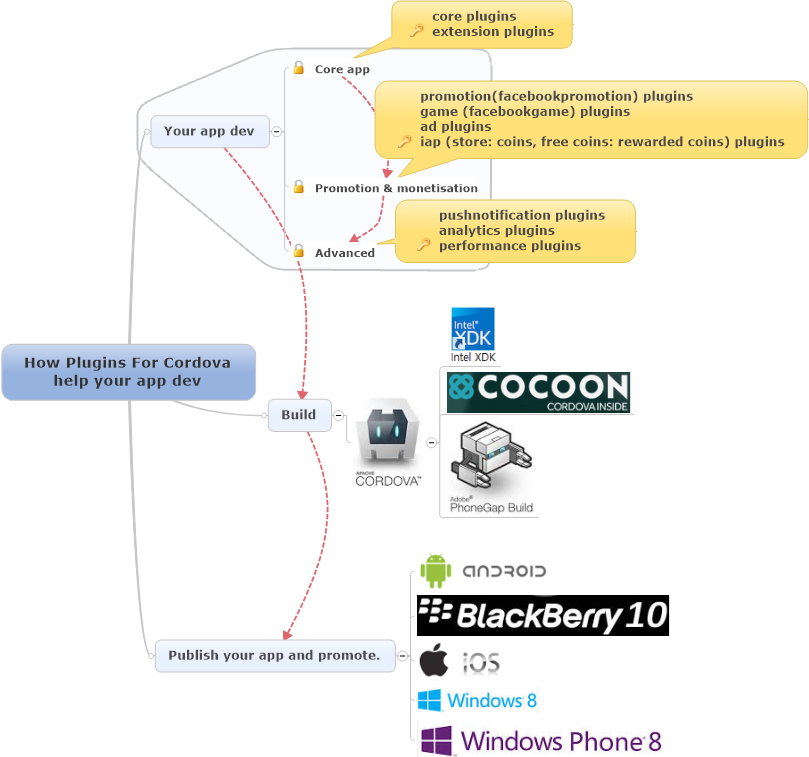 core plugins
extension plugins
Core app
promotion(facebookpromotion) plugins
game (facebookgame) plugins
ad plugins
iap (store: coins, free coins: rewarded coins) plugins
Your app dev
Promotion & monetisation
pushnotification plugins
analytics plugins
performance plugins
Advanced
How Plugins For Cordova
help your app dev
Intel®
XDK
Intel XDK
COCOON
CORDOVA INSIDE
Build
APACHE
CORDOVA™
Adobe®
PhoneGap Build
ANDROID
BlackBerry 10
Publish your app and promote.
iOS
Windows 8
Windows Phone 8